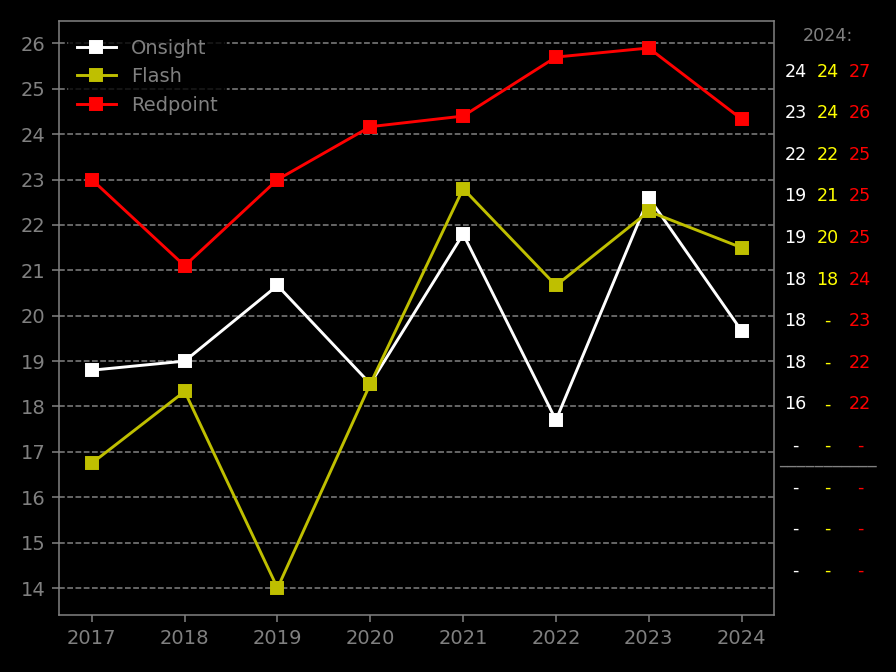 Onsight
Flash
Redpoint
26
25
24
23
22
21
20
19
18
17
16
15
14
2017 2018 2019 2020 2021 2022 2023 2024
2024:
24 24 27
23 24 26
22 22 25
19 21 25
19 20 25
18 18 24
18 - 23
18 - 22
16 - 22
- - -
- - -
- - -
- - -